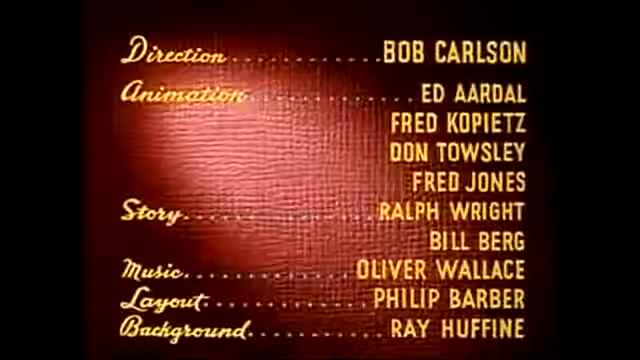 Direction............BOB CARLSON
Animation............ED AARDAL
FRED KOPIETZ
DON TOWSLEY
FRED JONES
Story................RALPH WRIGHT
BILL BERG
Music................OLIVER WALLACE
Layout...............PHILIP BARBER
Background...........RAY HUFFINE